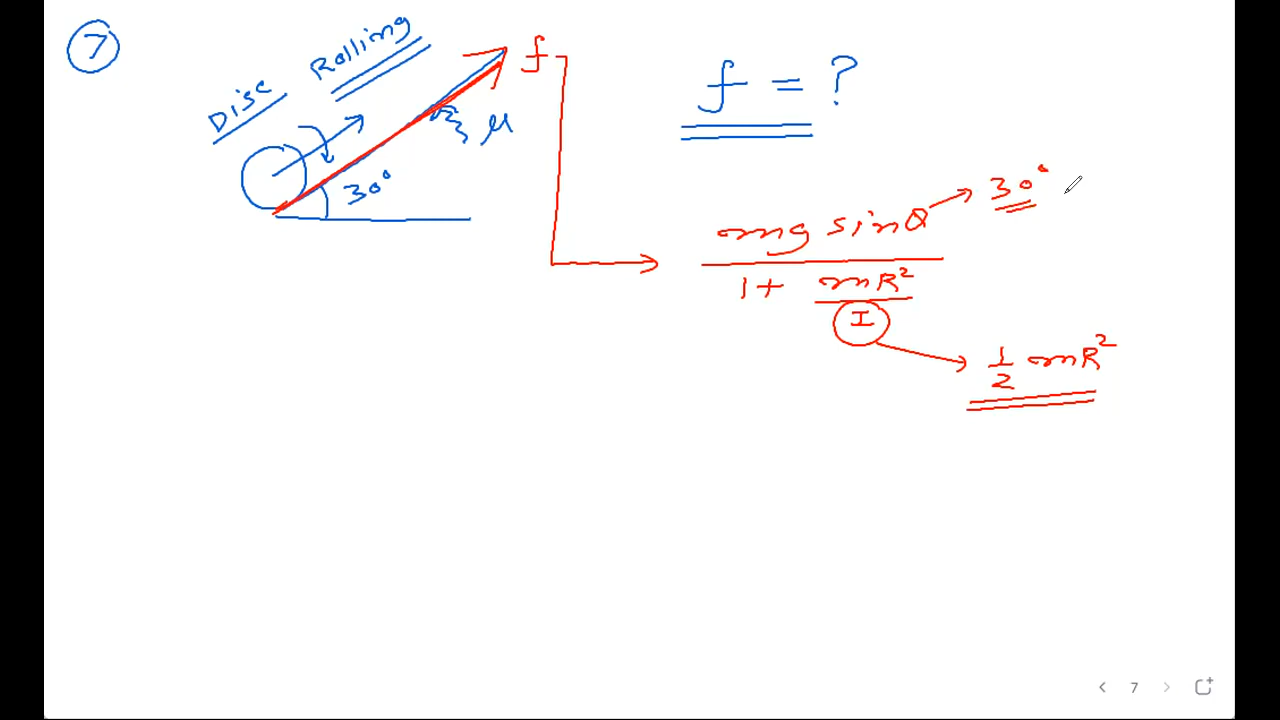 7
Disc Rolling
f
μ
30°
f = ?
mg sinθ → 30°
1 + mR²
I
1/2 mR²
7